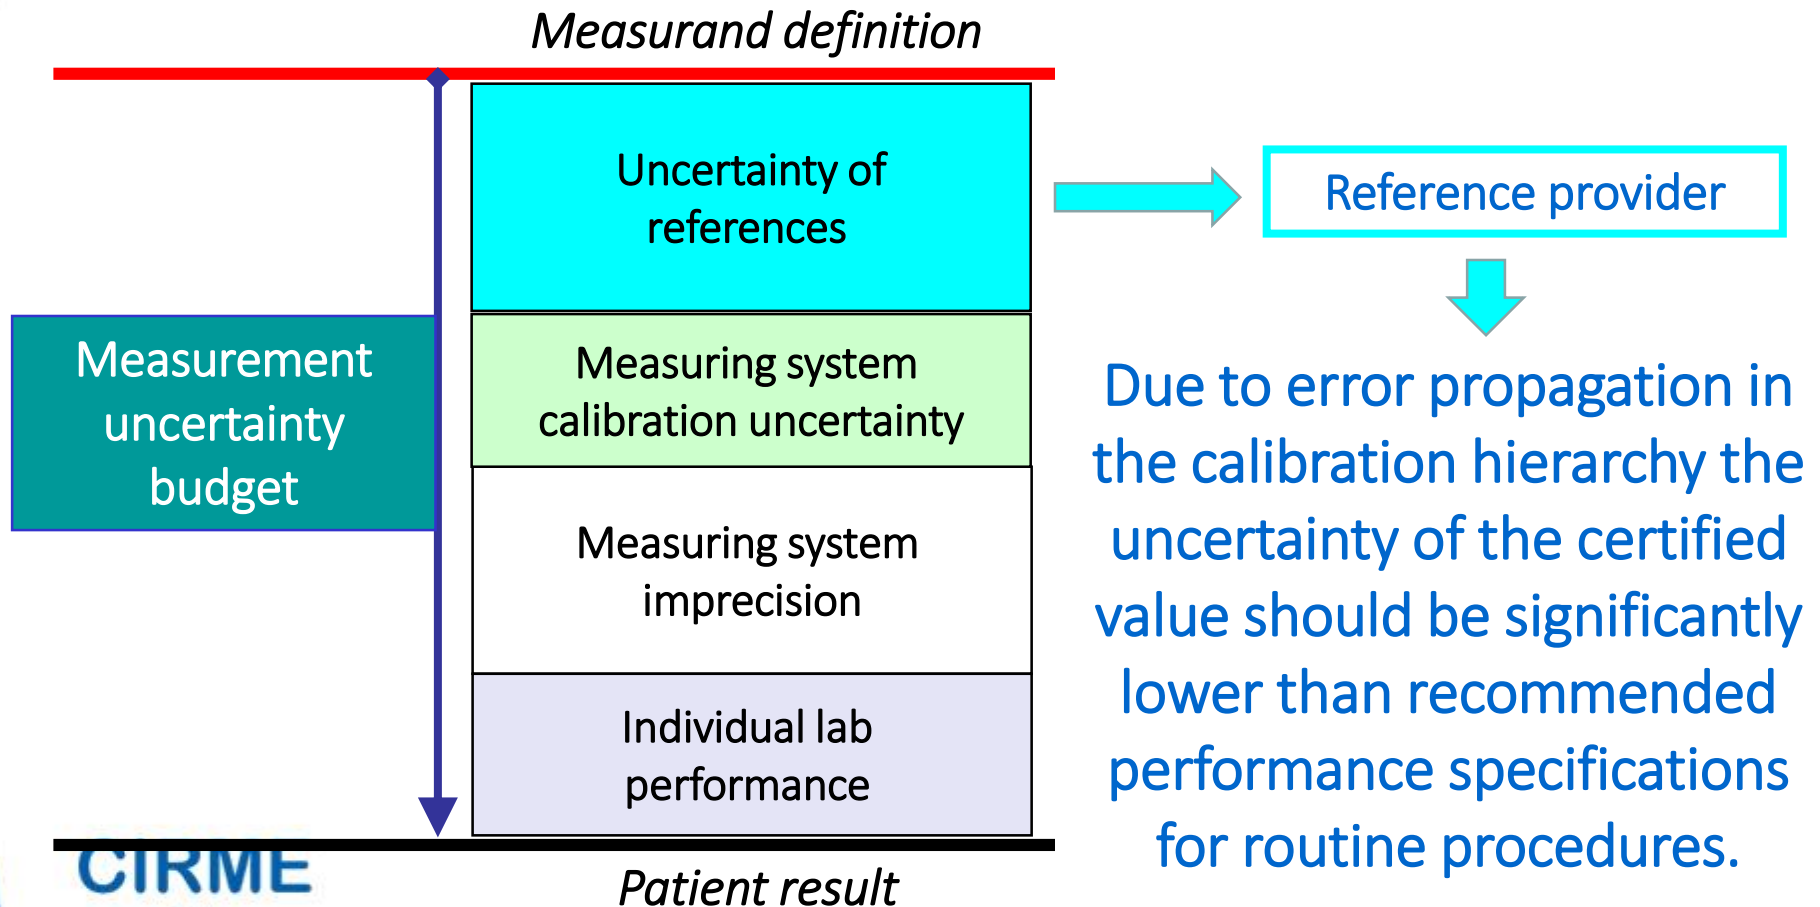 Measurand definition
Uncertainty of
references
Reference provider
Measurement
uncertainty
budget
Measuring system
calibration uncertainty
Measuring system
imprecision
Individual lab
performance
Due to error propagation in
the calibration hierarchy the
uncertainty of the certified
value should be significantly
lower than recommended
performance specifications
for routine procedures.
CIRME
Patient result